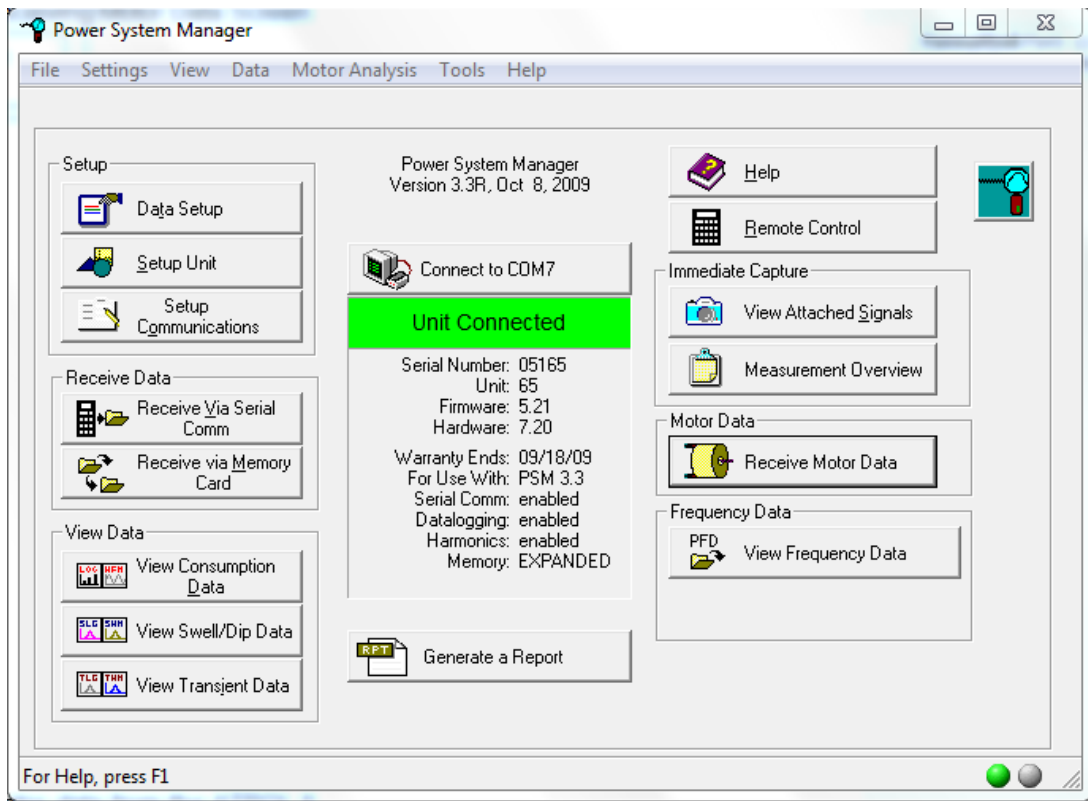 Power System Manager
File Settings View Data Motor Analysis Tools Help
Setup
Data Setup
Setup Unit
Setup
Communications
Receive Data
Receive Via Serial
Comm
Receive via Memory
Card
View Data
LOG WFM
View Consumption
Data
SLG SWM
View Swell/Dip Data
TLG TWM
View Transient Data
Power System Manager
Version 3.3R, Oct 8, 2009
Connect to COM7
Unit Connected
Serial Number: 05165
Unit: 65
Firmware: 5.21
Hardware: 7.20
Warranty Ends: 09/18/09
For Use With: PSM 3.3
Serial Comm: enabled
Datalogging: enabled
Harmonics: enabled
Memory: EXPANDED
RPT
Generate a Report
Help
Remote Control
Immediate Capture
View Attached Signals
Measurement Overview
Motor Data
Receive Motor Data
Frequency Data
PFD
View Frequency Data
For Help, press F1